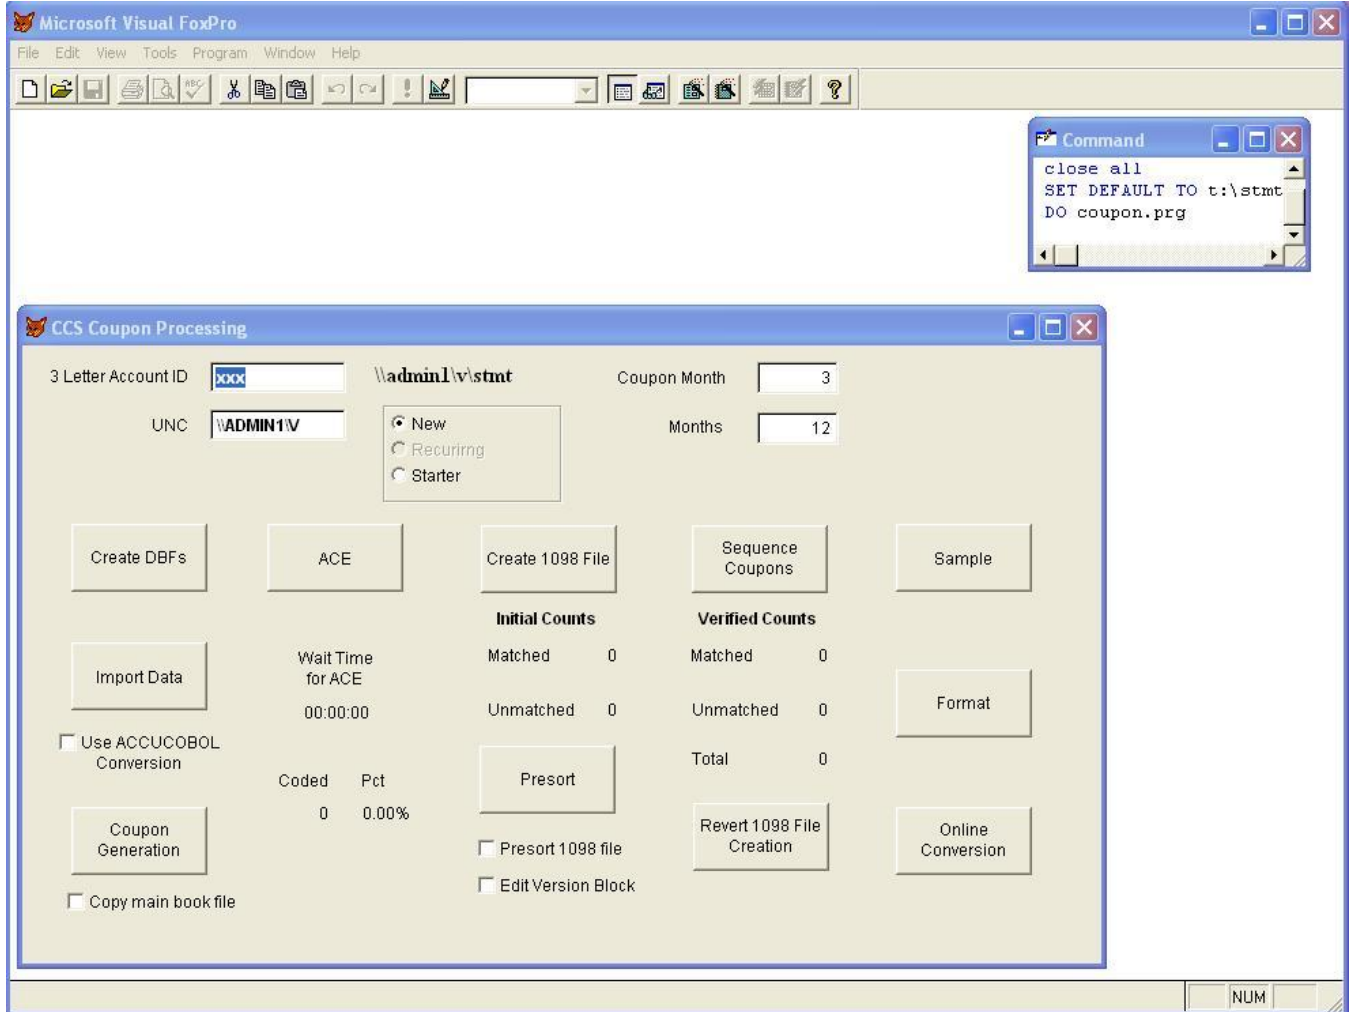 Microsoft Visual FoxPro
File Edit View Tools Program Window Help
ABC
Command
close all
SET DEFAULT TO t:\stmt
DO coupon.prg
CCS Coupon Processing
3 Letter Account ID xxx \\admin1\v\stmt Coupon Month 3
UNC \\ADMIN1\V New Months 12
Recurirng
Starter
Create DBFs ACE Create 1098 File Sequence Coupons Sample
Initial Counts Verified Counts
Import Data Wait Time for ACE Matched 0 Matched 0
00:00:00 Unmatched 0 Unmatched 0 Format
Use ACCUCOBOL Conversion
Total 0
Coded Pct Presort
0 0.00%
Coupon Generation Revert 1098 File Creation Online Conversion
Presort 1098 file
Edit Version Block
Copy main book file
NUM